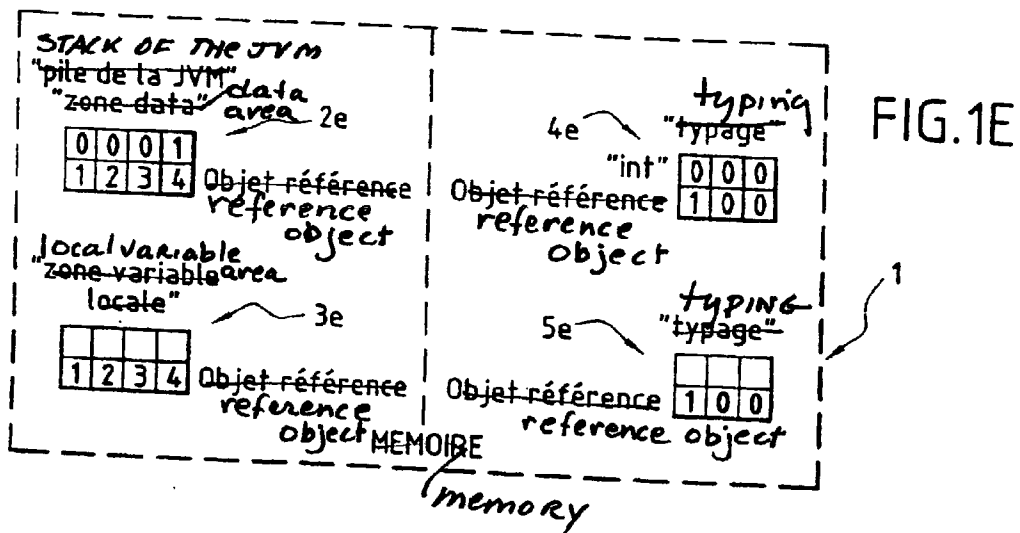 STACK OF THE JVM
"pile de la JVM"
"zone data" data
area
2e
0 0 0 1
1 2 3 4
Objet référence
reference
object
local variable
"zone variable area
locale"
3e
1 2 3 4
Objet référence
reference
object
typing
"typage"
4e
"int"
0 0 0
1 0 0
Objet référence
reference
object
typing
"typage"
5e
1 0 0
Objet référence
reference object
1
MEMOIRE
memory
FIG.1E